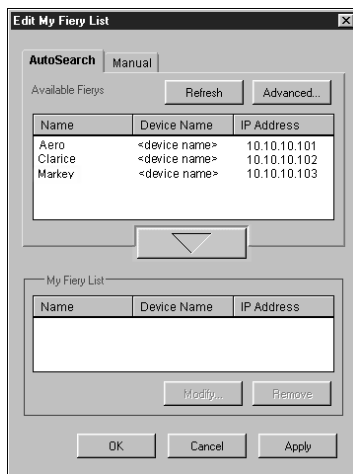 Edit My Fiery List
AutoSearch Manual
Available Fierys Refresh Advanced...
Name Device Name IP Address
Aero <device name> 10.10.10.101
Clarice <device name> 10.10.10.102
Markey <device name> 10.10.10.103
My Fiery List
Name Device Name IP Address
Modify... Remove
OK Cancel Apply